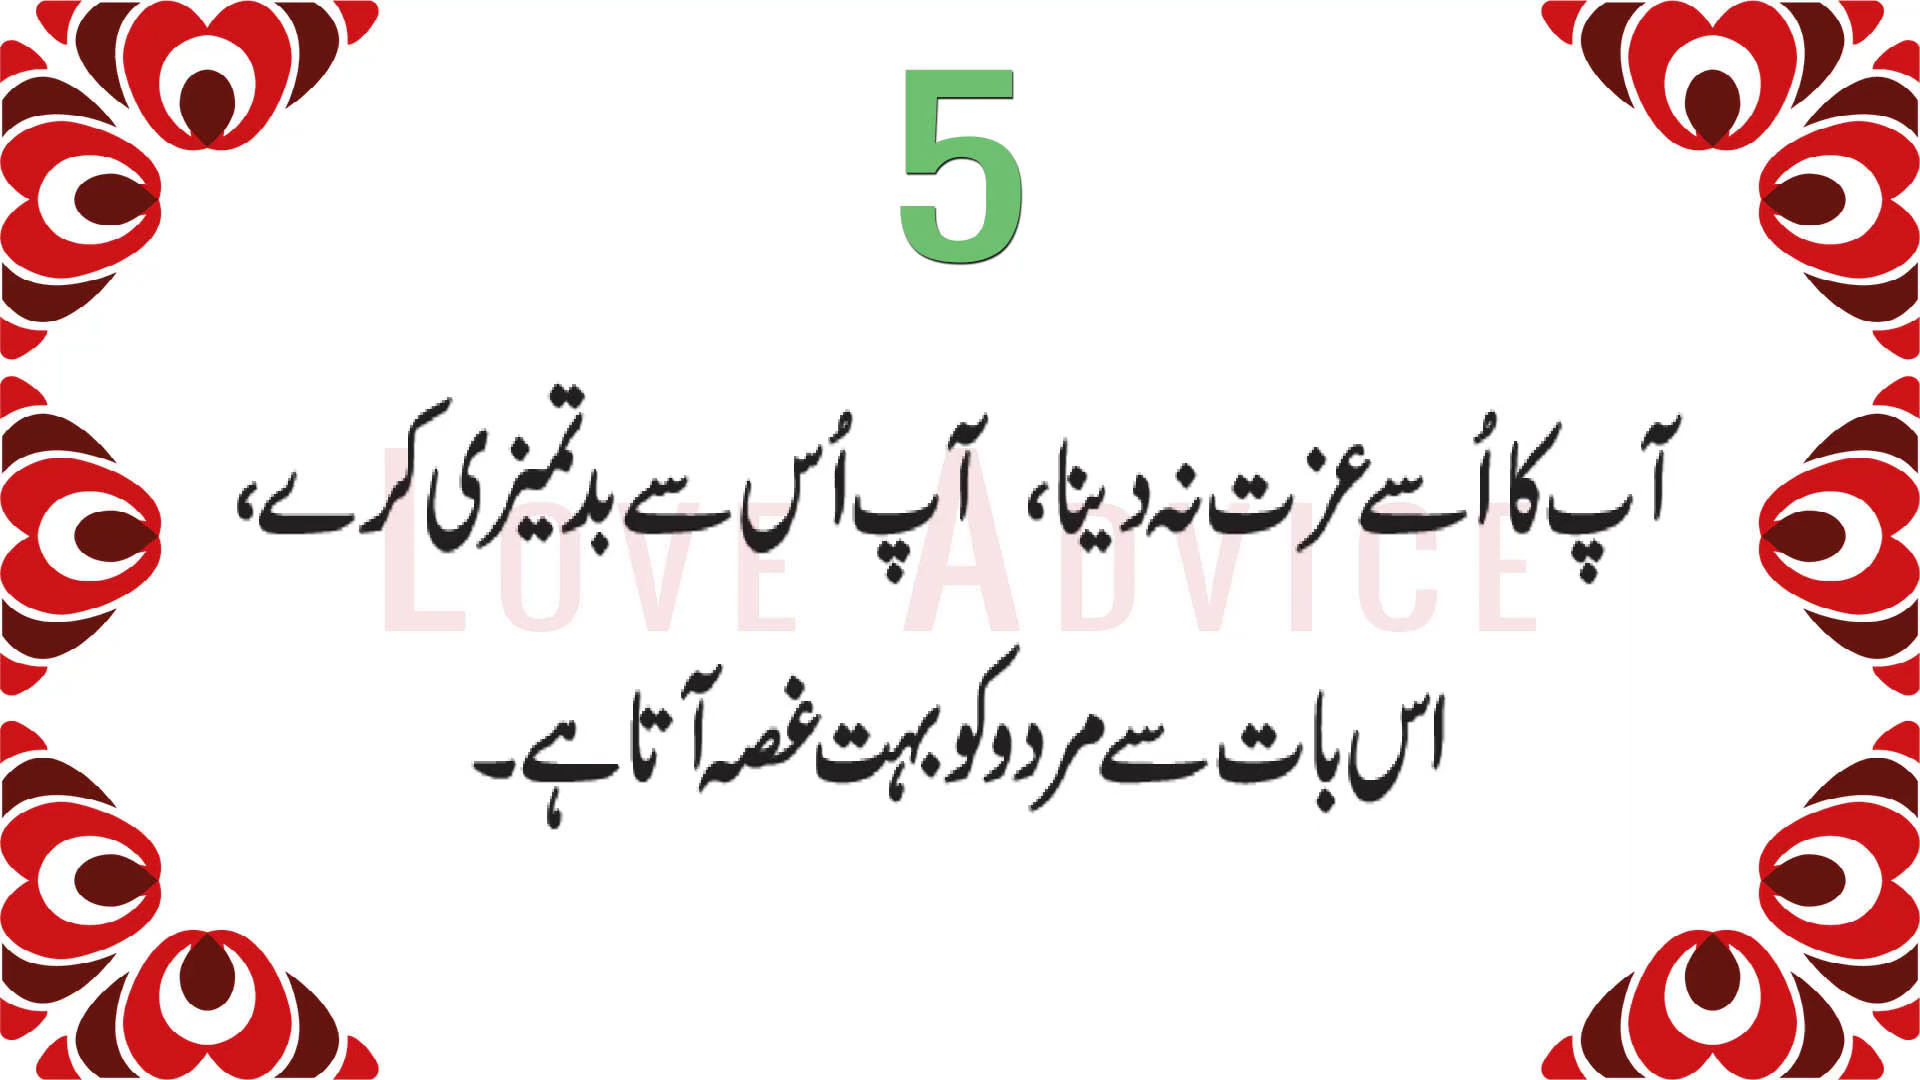 5
آپ کا اُسے عزت نہ دینا، آپ اُس سے بدتمیزی کرے،
LOVE ADVICE
اس بات سے مردو کو بہت غصہ آتا ہے۔